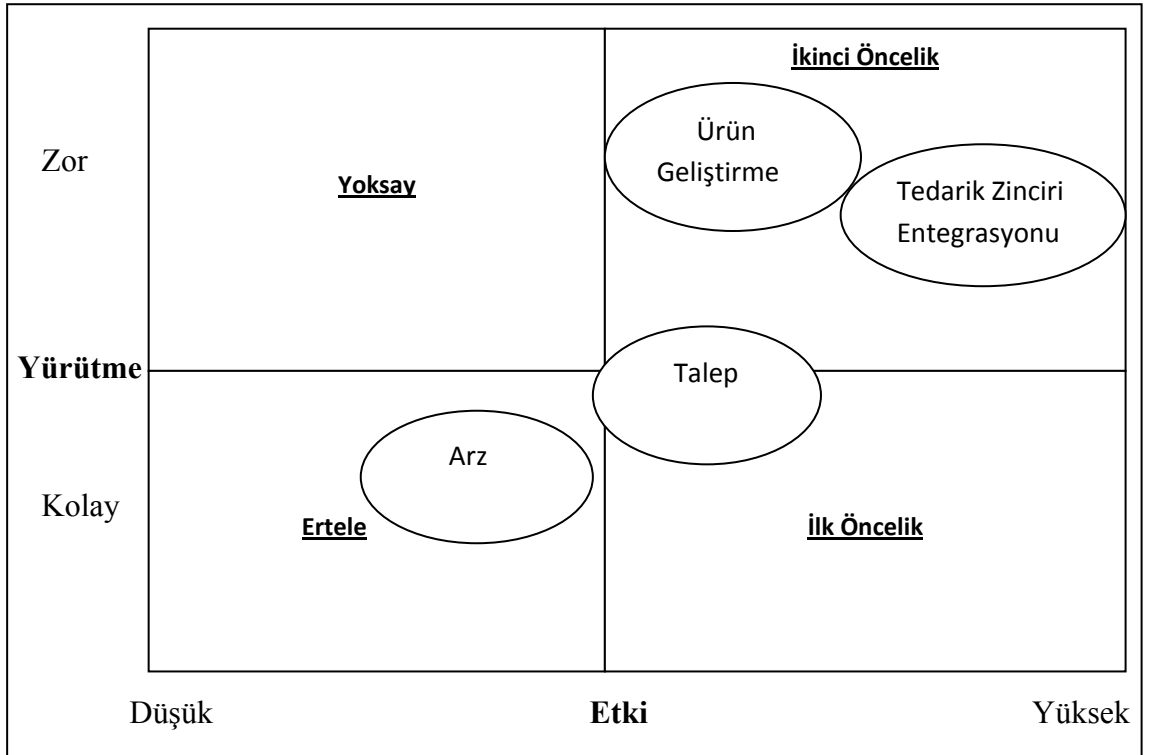 İkinci Öncelik
Ürün
Geliştirme
Zor
Yoksay
Tedarik Zinciri
Entegrasyonu
Yürütme
Talep
Arz
Kolay
Ertele
İlk Öncelik
Düşük
Etki
Yüksek